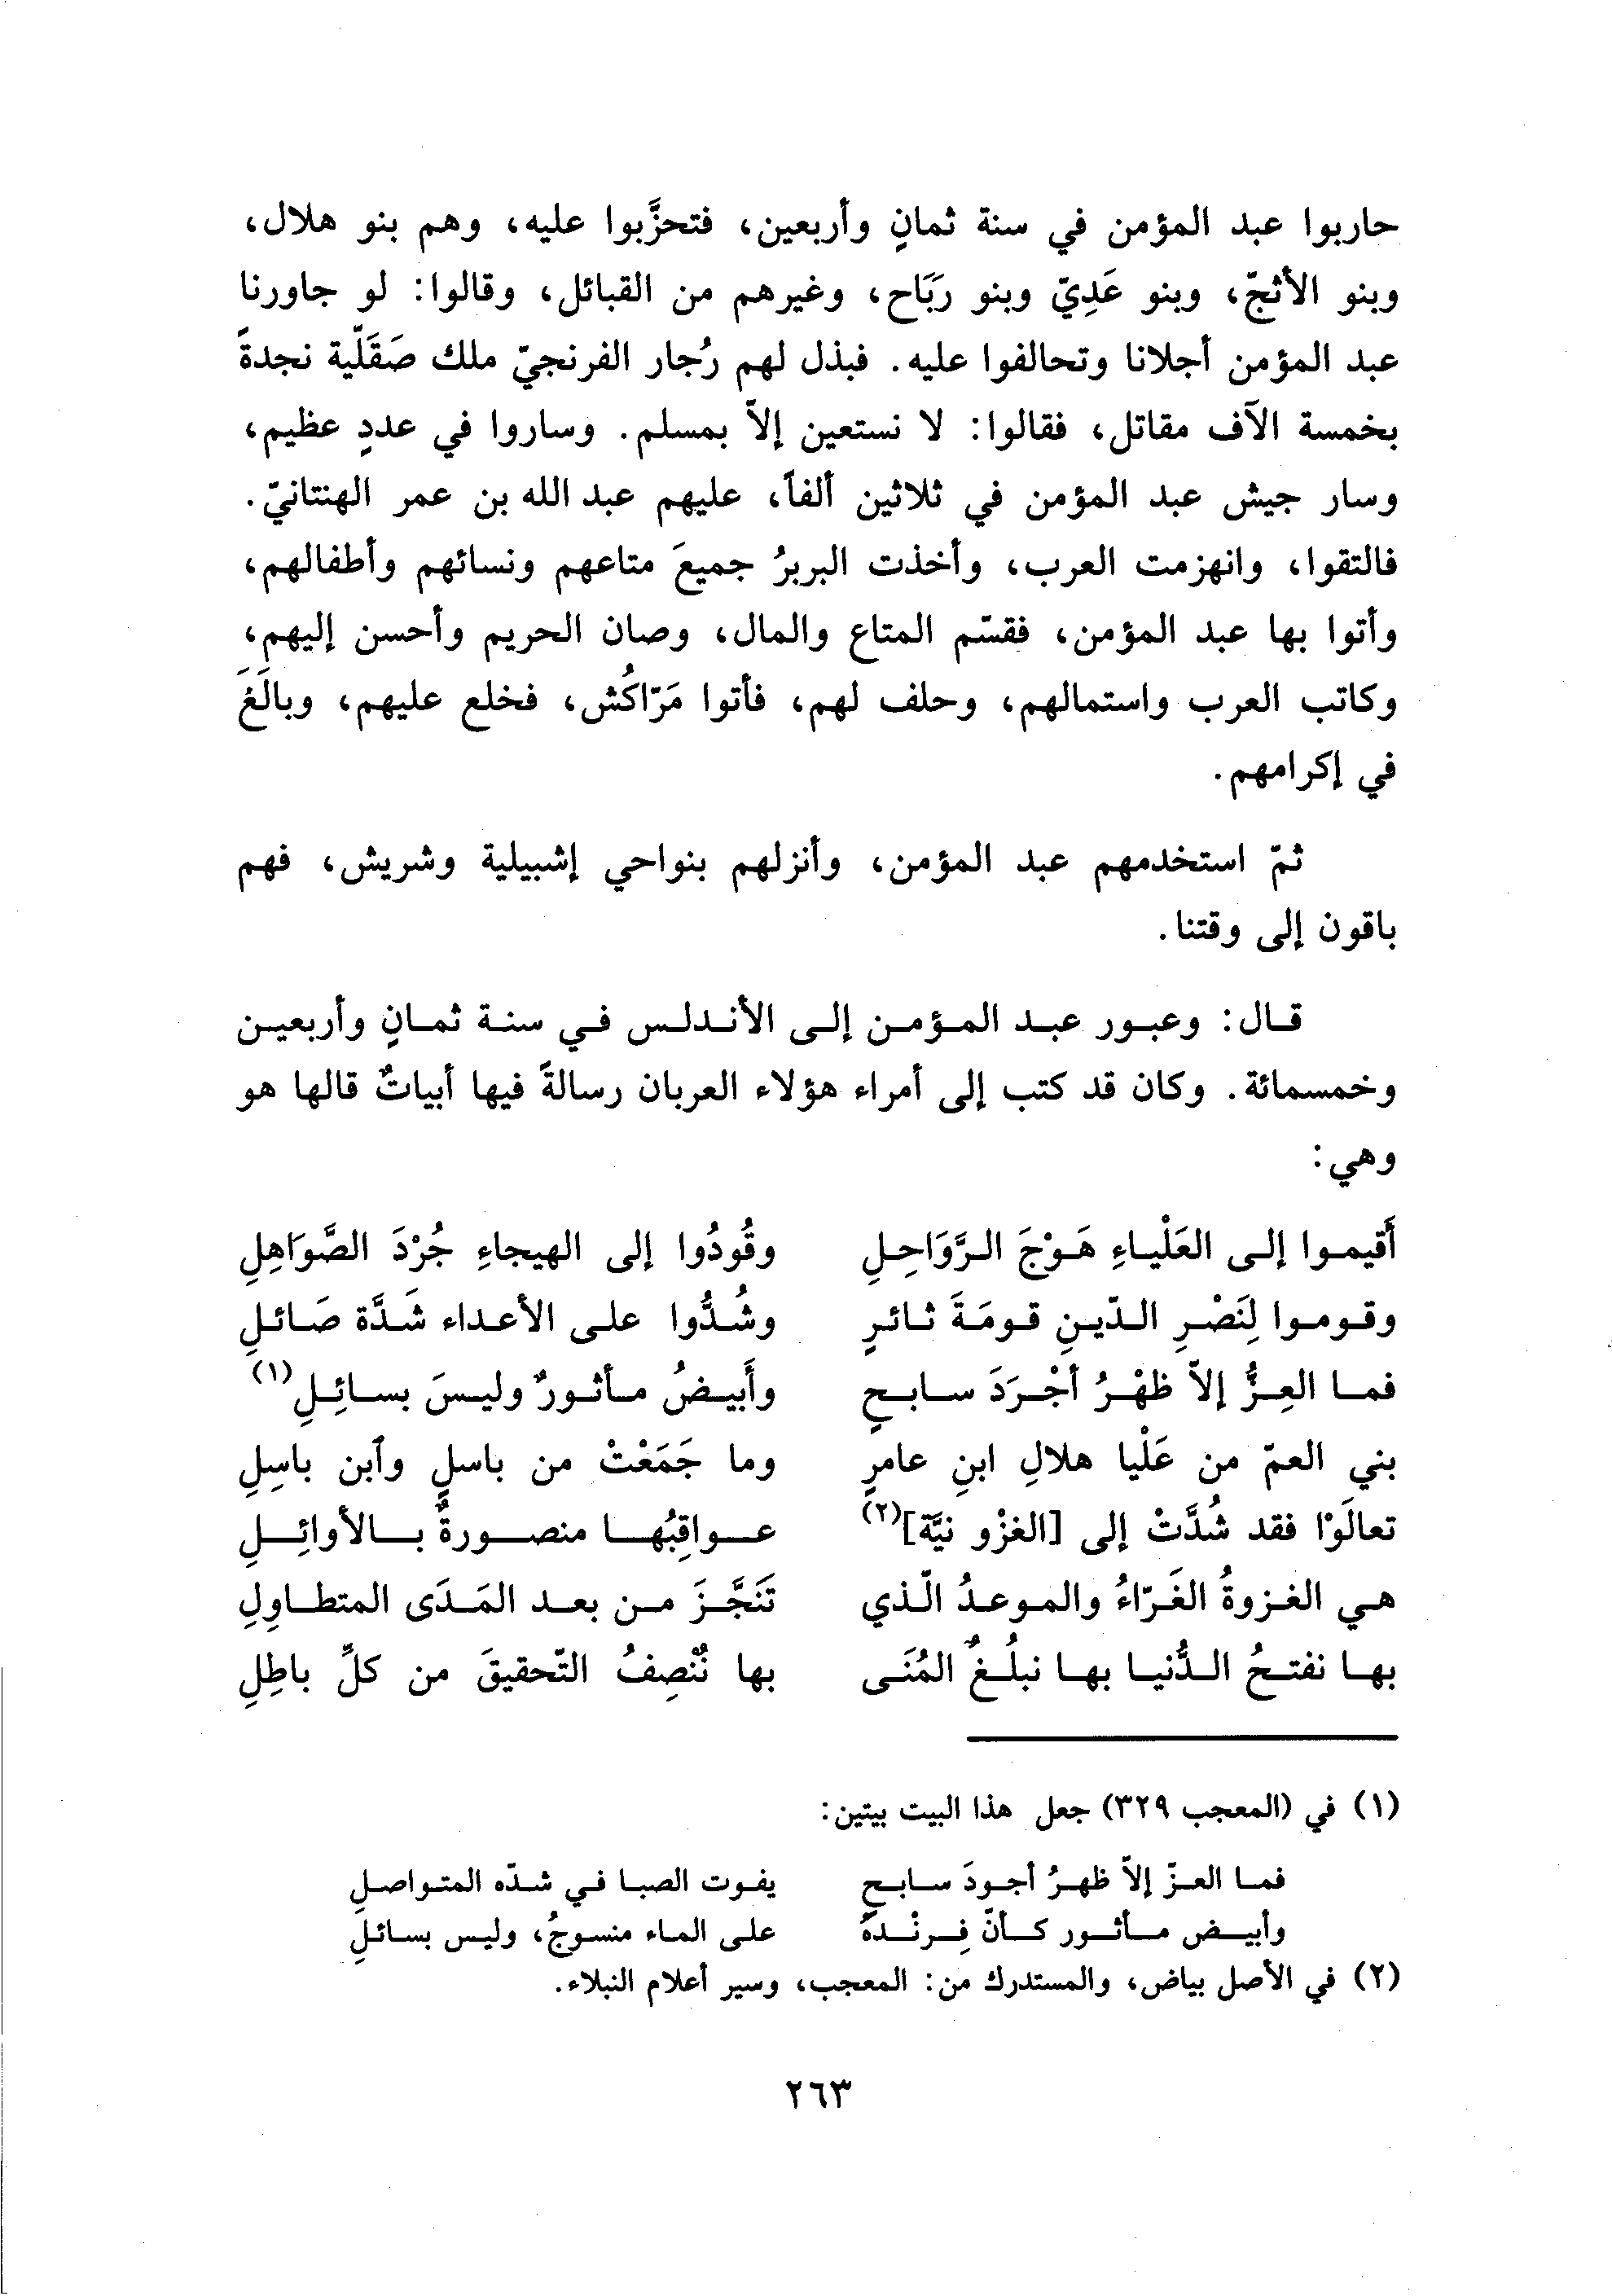 حاربوا عبد المؤمن في سنة ثمانٍ وأربعين، فتحزَّبوا عليه، وهم بنو هلال،
وبنو الأثبجّ، وبنو عَدِيّ وبنو رَبَاح، وغيرهم من القبائل، وقالوا: لو جاورنا
عبد المؤمن أجلانا وتحالفوا عليه. فبذل لهم رُجار الفرنجيّ ملك صَقَلّية نجدةً
بخمسة الآف مقاتل، فقالوا: لا نستعين إلاّ بمسلم. وساروا في عددٍ عظيم،
وسار جيش عبد المؤمن في ثلاثين ألفاً، عليهم عبد الله بن عمر الهنتانيّ.
فالتقوا، وانهزمت العرب، وأخذت البربرُ جميعَ متاعهم ونسائهم وأطفالهم،
وأتوا بها عبد المؤمن، فقسّم المتاع والمال، وصان الحريم وأحسن إليهم،
وكاتب العرب واستمالهم، وحلف لهم، فأتوا مَرّاكُش، فخلع عليهم، وبالَغَ
في إكرامهم.
ثمّ استخدمهم عبد المؤمن، وأنزلهم بنواحي إشبيلية وشريش، فهم
باقون إلى وقتنا.
قال: وعبور عبد المؤمن إلى الأندلس في سنة ثمانٍ وأربعين
وخمسمائة. وكان قد كتب إلى أمراء هؤلاء العربان رسالةً فيها أبياتٌ قالها هو
وهي:
أَقيموا إلى العَلْياءِ هَوْجَ الرَّوَاحِلِ وقُودُوا إلى الهيجاءِ جُرْدَ الصَّوَاهِلِ
وقوموا لِنَصْرِ الدّينِ قومَةَ ثائرٍ وشُدُّوا على الأعداء شَدَّة صَائلِ
فما العِزُّ إلاّ ظهْرُ أجْرَدَ سابحٍ وأَبيضُ مأثورٌ وليسَ بسائِلِ(١)
بني العمّ من عَلْيا هلالِ ابنِ عامرٍ وما جَمَعْتْ من باسلٍ وأبن باسِلِ
تعالَوْا فقد شُدَّتْ إلى [الغزْو نيَّة](٢) عواقِبُها منصورةٌ بالأوائِلِ
هي الغزوةُ الغَرّاءُ والموعدُ الّذي تَنَجَّزَ من بعد المَدَى المتطاوِلِ
بها نفتحُ الدُّنيا بها نبلُغُ المُنَى بها نُنْصِفُ التّحقيقَ من كلِّ باطِلِ
(١) في (المعجب ٣٢٩) جعل هذا البيت بيتين:
فما العزّ إلاّ ظهرُ أجودَ سابحٍ يفوت الصبا في شدّه المتواصلِ
وأبيض مأثور كأنّ فِرنْدهُ على الماء منسوجُ، وليس بسائلِ
(٢) في الأصل بياض، والمستدرك من: المعجب، وسير أعلام النبلاء.
٢٦٣